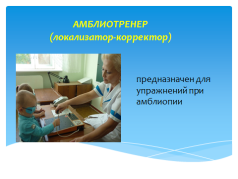 АМБЛИОТРЕНЕР
(локализатор-корректор)
предназначен для
упражнений при
амблиопии